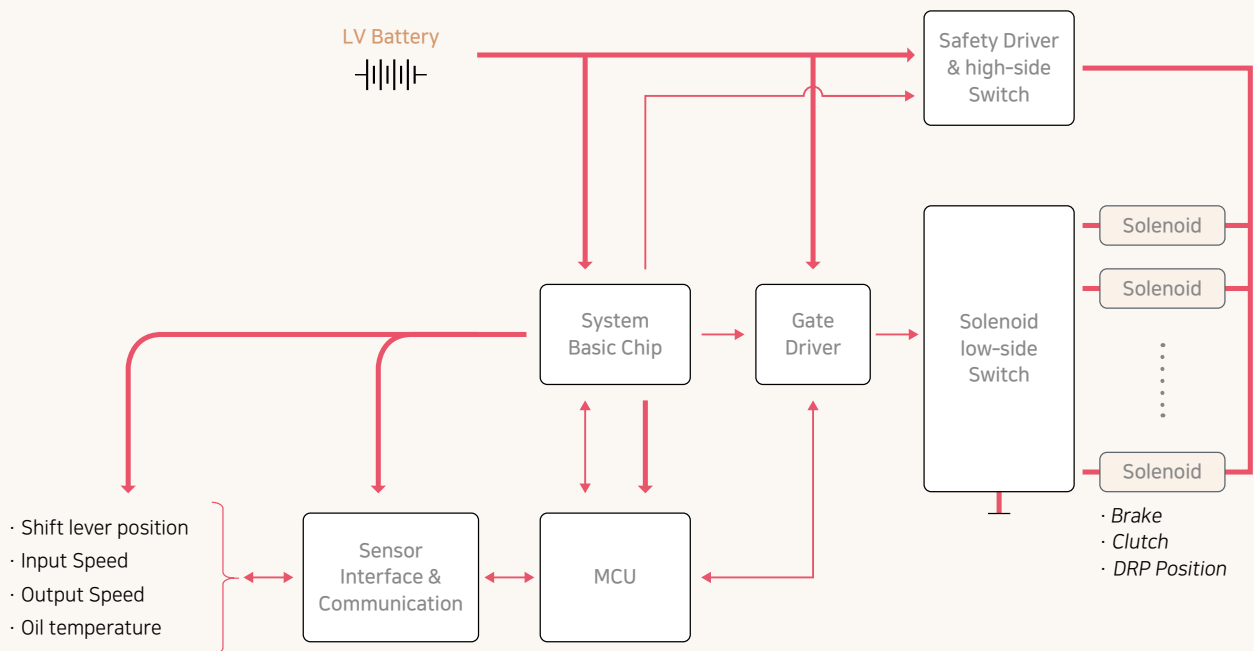 LV Battery
Safety Driver
& high-side
Switch
Solenoid
Solenoid
System
Basic Chip
Gate
Driver
Solenoid
low-side
Switch
Solenoid
· Shift lever position
· Input Speed
· Output Speed
· Oil temperature
Sensor
Interface &
Communication
MCU
· Brake
· Clutch
· DRP Position